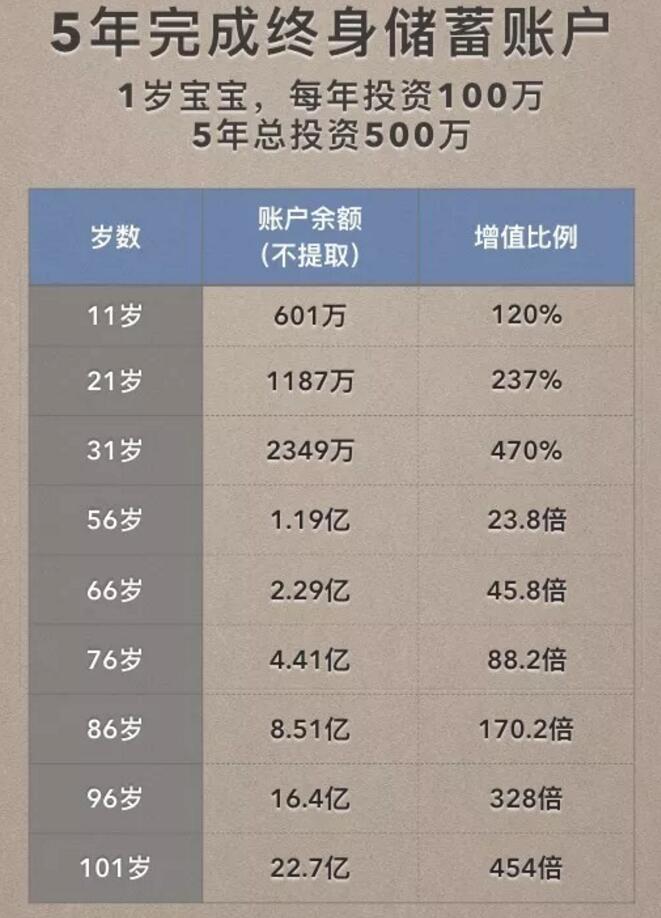 5年完成终身储蓄账户
1岁宝宝，每年投资100万
5年总投资500万
岁数 账户余额（不提取） 增值比例
11岁 601万 120%
21岁 1187万 237%
31岁 2349万 470%
56岁 1.19亿 23.8倍
66岁 2.29亿 45.8倍
76岁 4.41亿 88.2倍
86岁 8.51亿 170.2倍
96岁 16.4亿 328倍
101岁 22.7亿 454倍